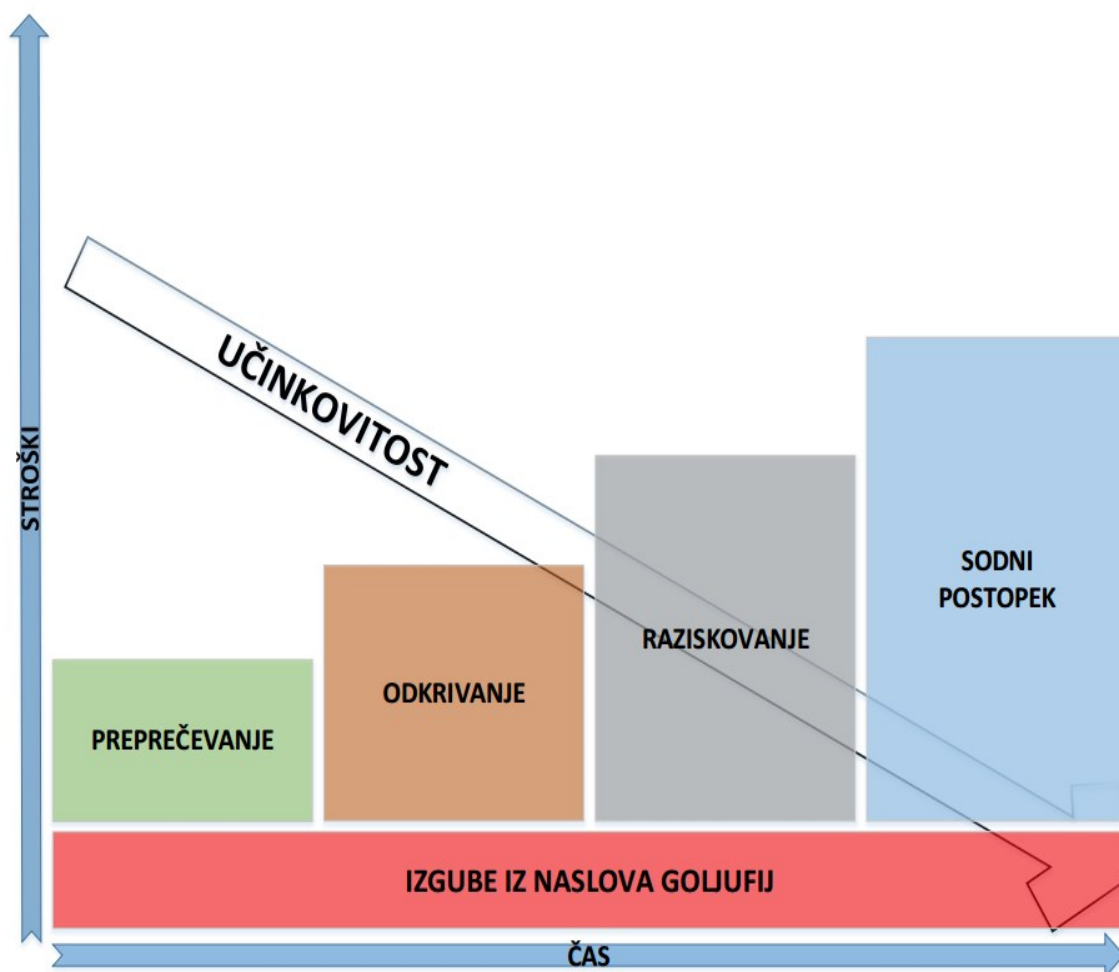 STROŠKI
UČINKOVITOST
PREPREČEVANJE
ODKRIVANJE
RAZISKOVANJE
SODNI
POSTOPEK
IZGUBE IZ NASLOVA GOLJUFIJ
ČAS